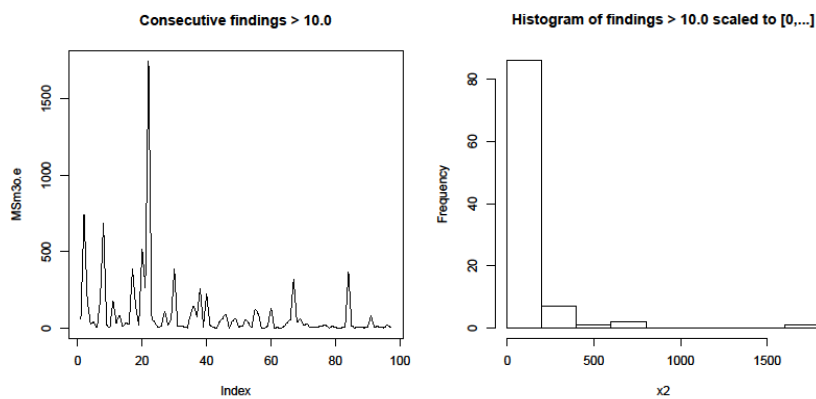 Consecutive findings > 10.0
1500
1000
500
0
MSm3o.e
0 20 40 60 80 100
Index
Histogram of findings > 10.0 scaled to [0,...]
80
60
40
20
0
Frequency
0 500 1000 1500
x2